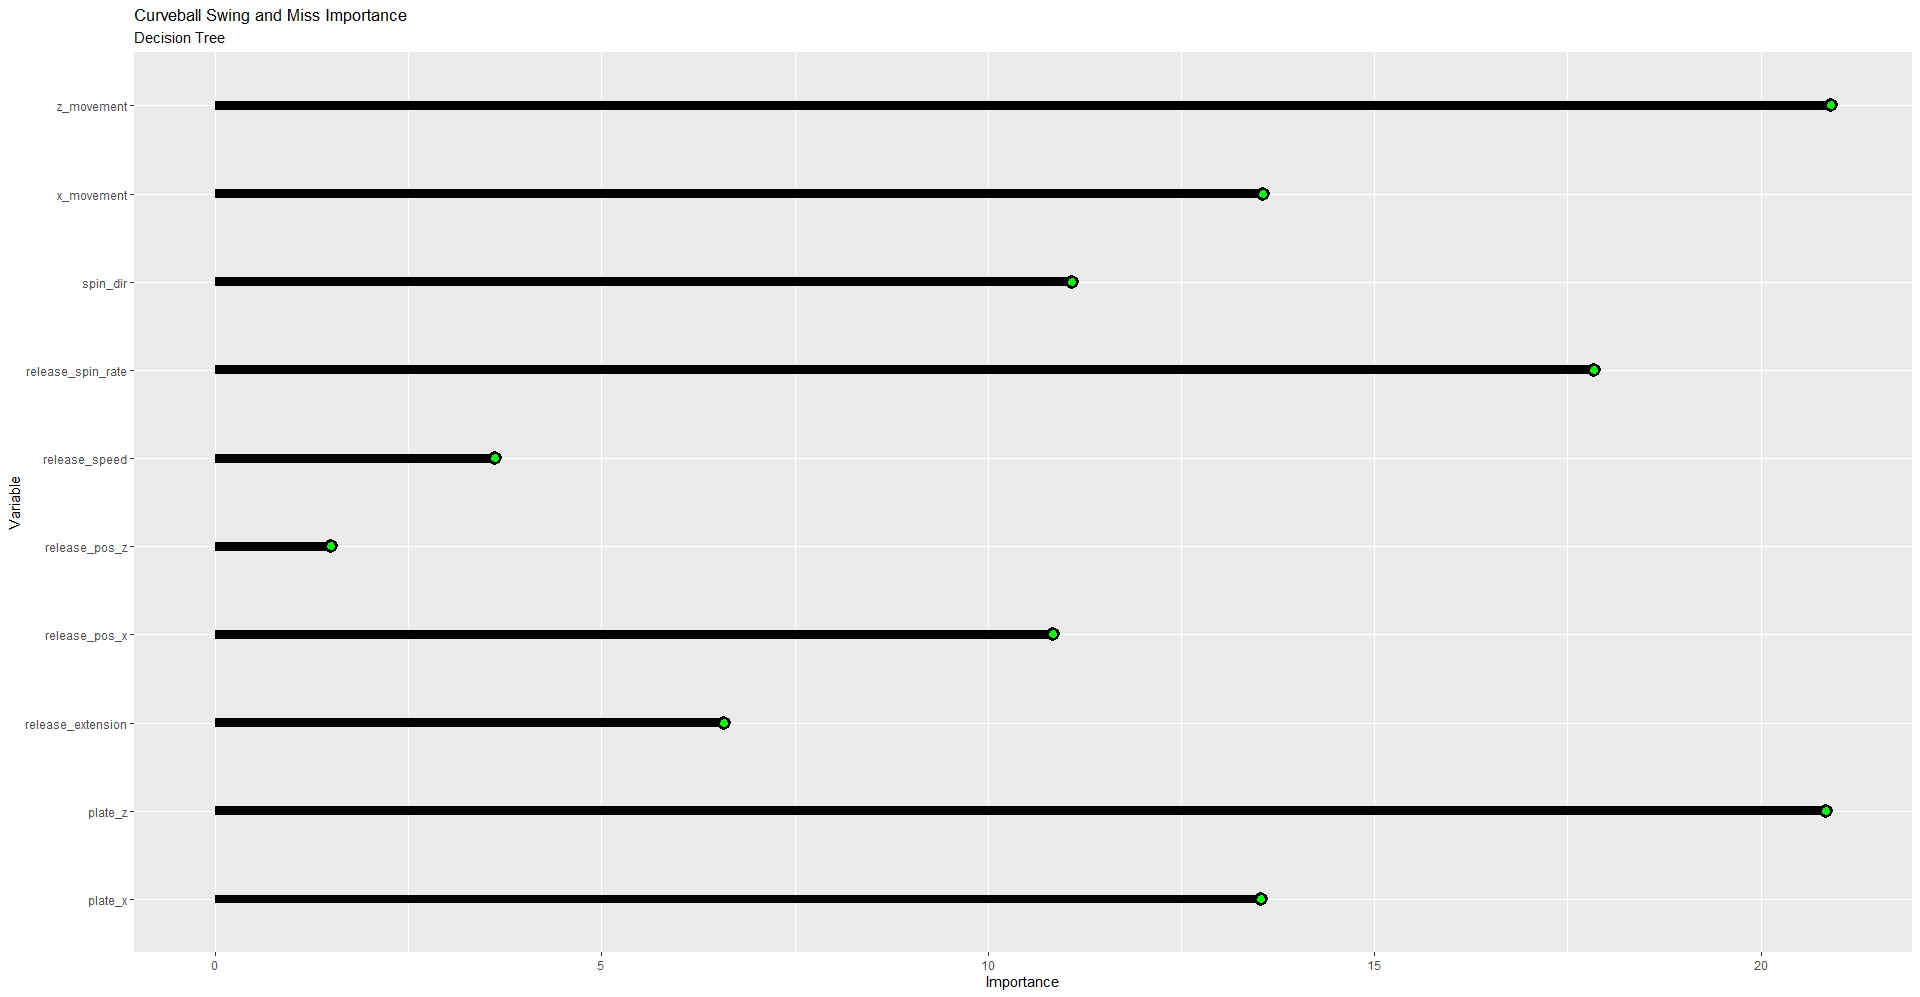 Curveball Swing and Miss Importance
Decision Tree
z_movement
x_movement
spin_dir
release_spin_rate
release_speed
release_pos_z
release_pos_x
release_extension
plate_z
plate_x
Variable
0 5 10 15 20
Importance